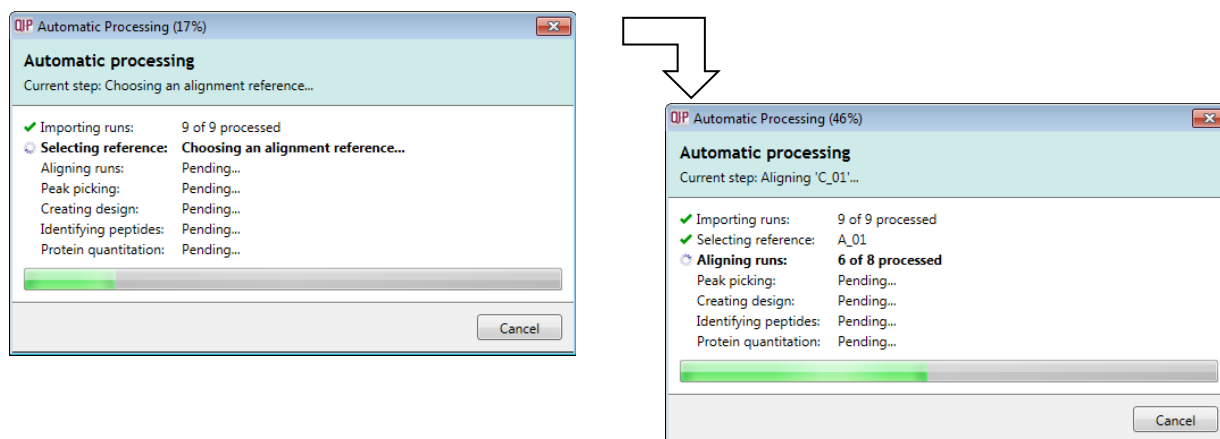 QIP Automatic Processing (17%)
Automatic processing
Current step: Choosing an alignment reference...
Importing runs: 9 of 9 processed
Selecting reference: Choosing an alignment reference...
Aligning runs: Pending...
Peak picking: Pending...
Creating design: Pending...
Identifying peptides: Pending...
Protein quantitation: Pending...
Cancel
QIP Automatic Processing (46%)
Automatic processing
Current step: Aligning 'C_01'...
Importing runs: 9 of 9 processed
Selecting reference: A_01
Aligning runs: 6 of 8 processed
Peak picking: Pending...
Creating design: Pending...
Identifying peptides: Pending...
Protein quantitation: Pending...
Cancel